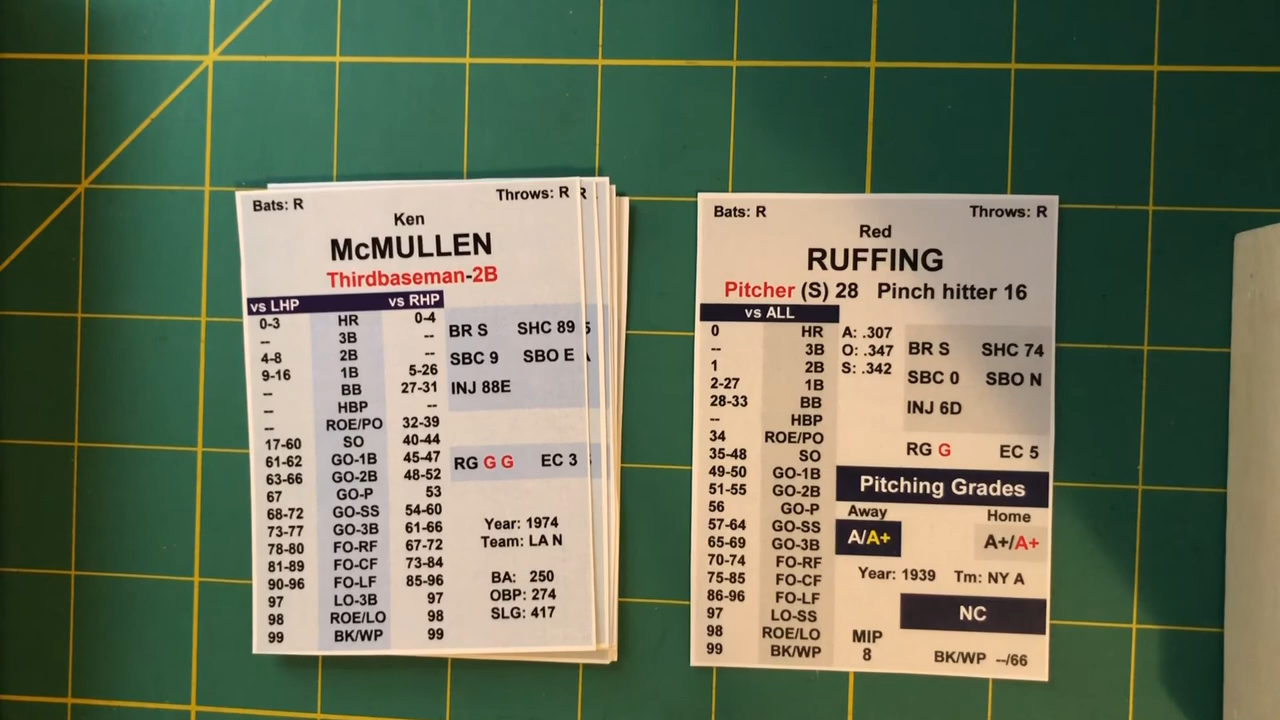 Bats: R Throws: R
Ken
McMULLEN
Thirdbaseman-2B
vs LHP vs RHP
0-3 HR 0-4
-- 3B --
4-8 2B --
9-16 1B 5-26
-- BB 27-31
-- HBP --
-- ROE/PO 32-39
17-60 SO 40-44
61-62 GO-1B 45-47
63-66 GO-2B 48-52
67 GO-P 53
68-72 GO-SS 54-60
73-77 GO-3B 61-66
78-80 FO-RF 67-72
81-89 FO-CF 73-84
90-96 FO-LF 85-96
97 LO-3B 97
98 ROE/LO 98
99 BK/WP 99
BR S SHC 89
SBC 9 SBO E
INJ 88E
RG G G EC 3
Year: 1974
Team: LA N
BA: 250
OBP: 274
SLG: 417
R
5
Bats: R Throws: R
Red
RUFFING
Pitcher (S) 28 Pinch hitter 16
vs ALL
0 HR
-- 3B
1 2B
2-27 1B
28-33 BB
-- HBP
34 ROE/PO
35-48 SO
49-50 GO-1B
51-55 GO-2B
56 GO-P
57-64 GO-SS
65-69 GO-3B
70-74 FO-RF
75-85 FO-CF
86-96 FO-LF
97 LO-SS
98 ROE/LO
99 BK/WP
A: .307
O: .347
S: .342
BR S SHC 74
SBC 0 SBO N
INJ 6D
RG G EC 5
Pitching Grades
Away Home
A/A+ A+/A+
Year: 1939 Tm: NY A
NC
MIP
8
BK/WP --/66